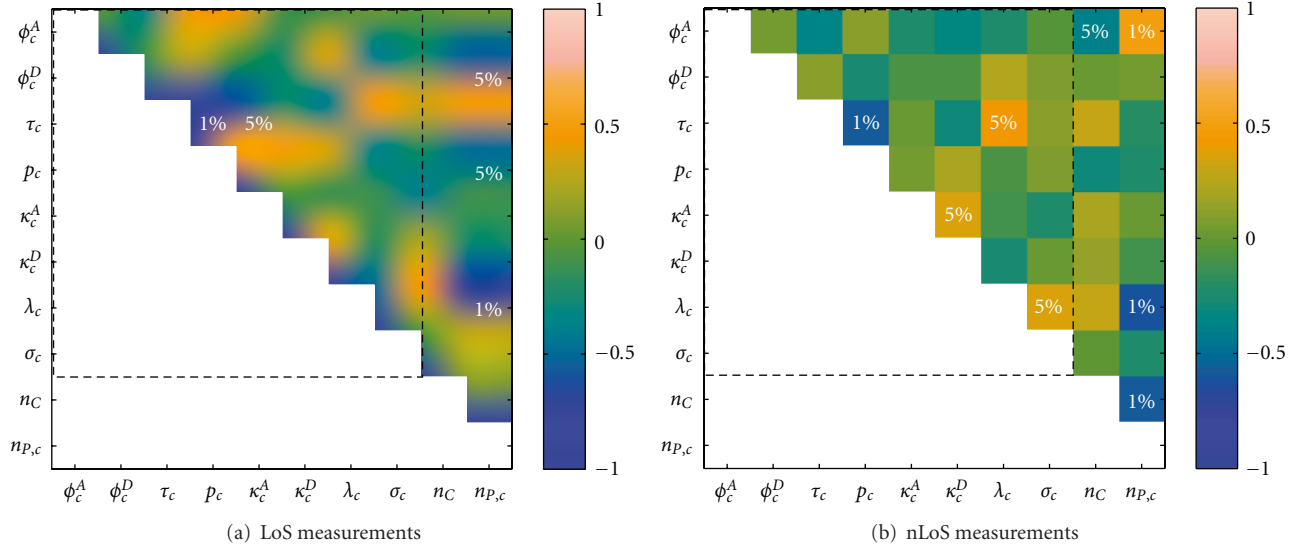 ϕ_c^A
ϕ_c^D
τ_c
p_c
κ_c^A
κ_c^D
λ_c
σ_c
n_C
n_{P,c}
5%
1% 5%
5%
1%
ϕ_c^A ϕ_c^D τ_c p_c κ_c^A κ_c^D λ_c σ_c n_C n_{P,c}
1
0.5
0
−0.5
−1
(a) LoS measurements
ϕ_c^A
ϕ_c^D
τ_c
p_c
κ_c^A
κ_c^D
λ_c
σ_c
n_C
n_{P,c}
5% 1%
1% 5%
5%
5% 1%
1%
ϕ_c^A ϕ_c^D τ_c p_c κ_c^A κ_c^D λ_c σ_c n_C n_{P,c}
1
0.5
0
−0.5
−1
(b) nLoS measurements